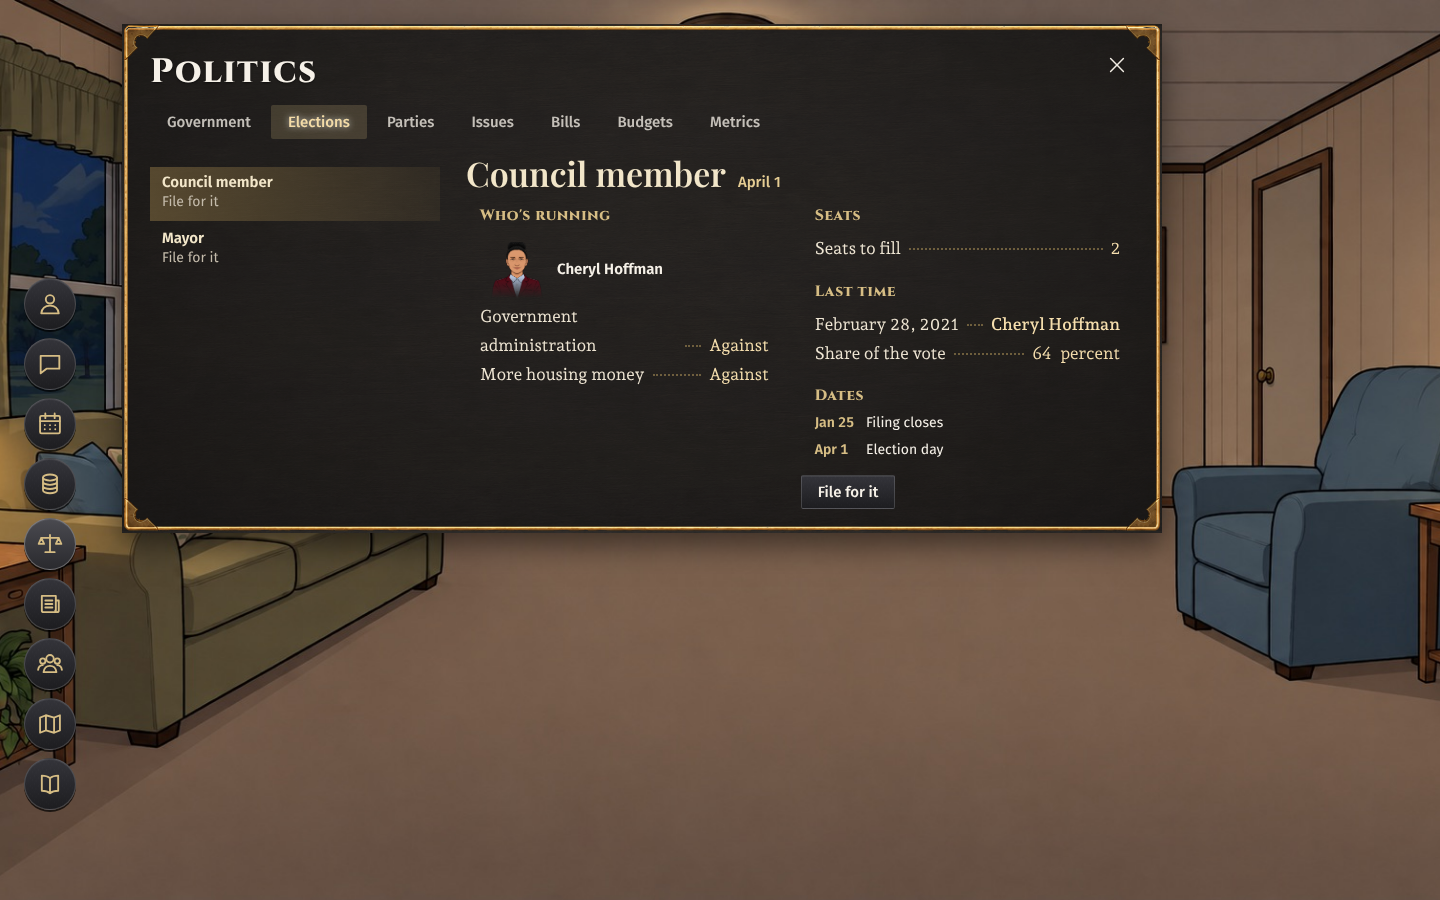 Politics
Government Elections Parties Issues Bills Budgets Metrics
Council member
File for it
Mayor
File for it
Council member April 1
Who's running
Cheryl Hoffman
Government
administration Against
More housing money Against
Seats
Seats to fill 2
Last time
February 28, 2021 Cheryl Hoffman
Share of the vote 64 percent
Dates
Jan 25 Filing closes
Apr 1 Election day
File for it